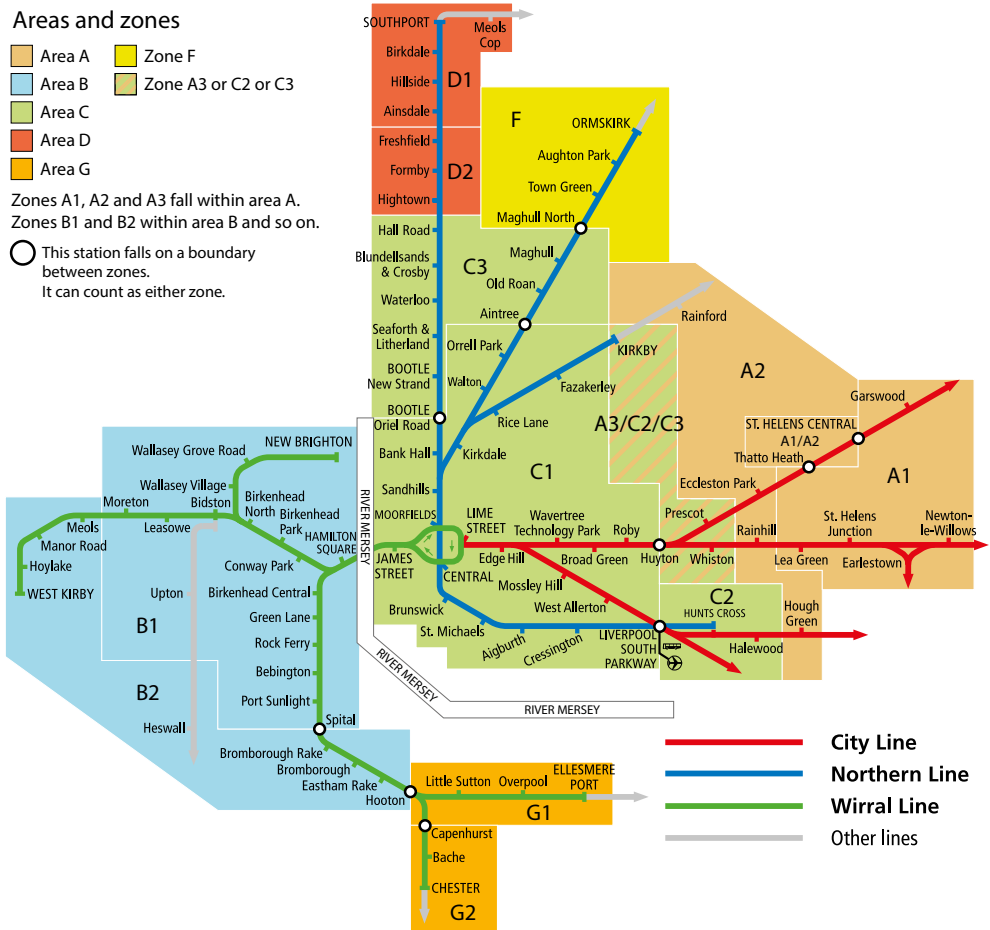 Areas and zones
Area A
Zone F
Area B
Zone A3 or C2 or C3
Area C
Area D
Area G
Zones A1, A2 and A3 fall within area A.
Zones B1 and B2 within area B and so on.
This station falls on a boundary
between zones.
It can count as either zone.
SOUTHPORT
Meols
Cop
Birkdale
Hillside
D1
Ainsdale
Freshfield
Formby
D2
Hightown
F
ORMSKIRK
Aughton Park
Town Green
Maghull North
Hall Road
Blundellsands
& Crosby
C3
Maghull
Old Roan
Waterloo
Aintree
Rainford
Seaforth &
Litherland
Orrell Park
KIRKBY
BOOTLE
New Strand
Walton
Fazakerley
A2
BOOTLE
Oriel Road
Rice Lane
A3/C2/C3
Garswood
ST. HELENS CENTRAL
A1/A2
Thatto Heath
Bank Hall
Kirkdale
C1
Eccleston Park
A1
Sandhills
Prescot
MOORFIELDS
LIME
STREET
Wavertree
Technology Park
Roby
Rainhill
St. Helens
Junction
Newton-
le-Willows
Edge Hill
Broad Green
Huyton
Whiston
Lea Green
Earlestown
JAMES
STREET
CENTRAL
Mossley Hill
West Allerton
C2
HUNTS CROSS
Hough
Green
Brunswick
St. Michaels
Aigburth
Cressington
LIVERPOOL
SOUTH
PARKWAY
Halewood
NEW BRIGHTON
Wallasey Grove Road
Wallasey Village
Moreton
Bidston
Birkenhead
North
Birkenhead
Park
HAMILTON
SQUARE
Meols
Leasowe
Manor Road
Conway Park
Hoylake
WEST KIRBY
Upton
Birkenhead Central
B1
Green Lane
Rock Ferry
Bebington
B2
Port Sunlight
Heswall
Spital
Bromborough Rake
Bromborough
Eastham Rake
Hooton
RIVER MERSEY
RIVER MERSEY
RIVER MERSEY
Little Sutton
Overpool
ELLESMERE
PORT
G1
Capenhurst
Bache
CHESTER
G2
City Line
Northern Line
Wirral Line
Other lines